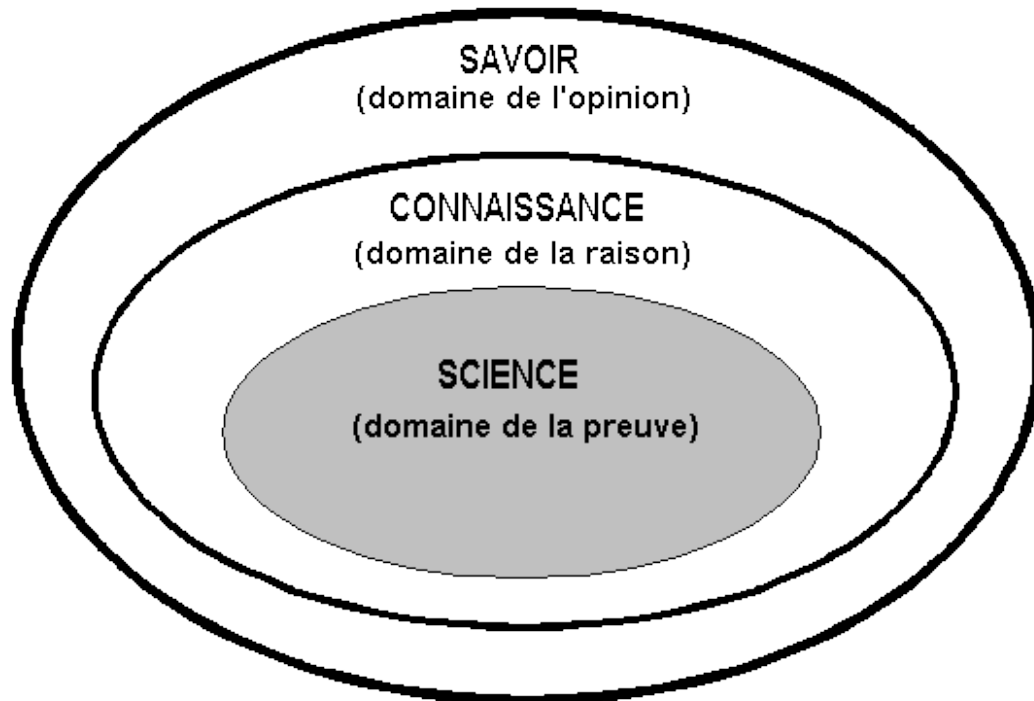 SAVOIR
(domaine de l'opinion)
CONNAISSANCE
(domaine de la raison)
SCIENCE
(domaine de la preuve)